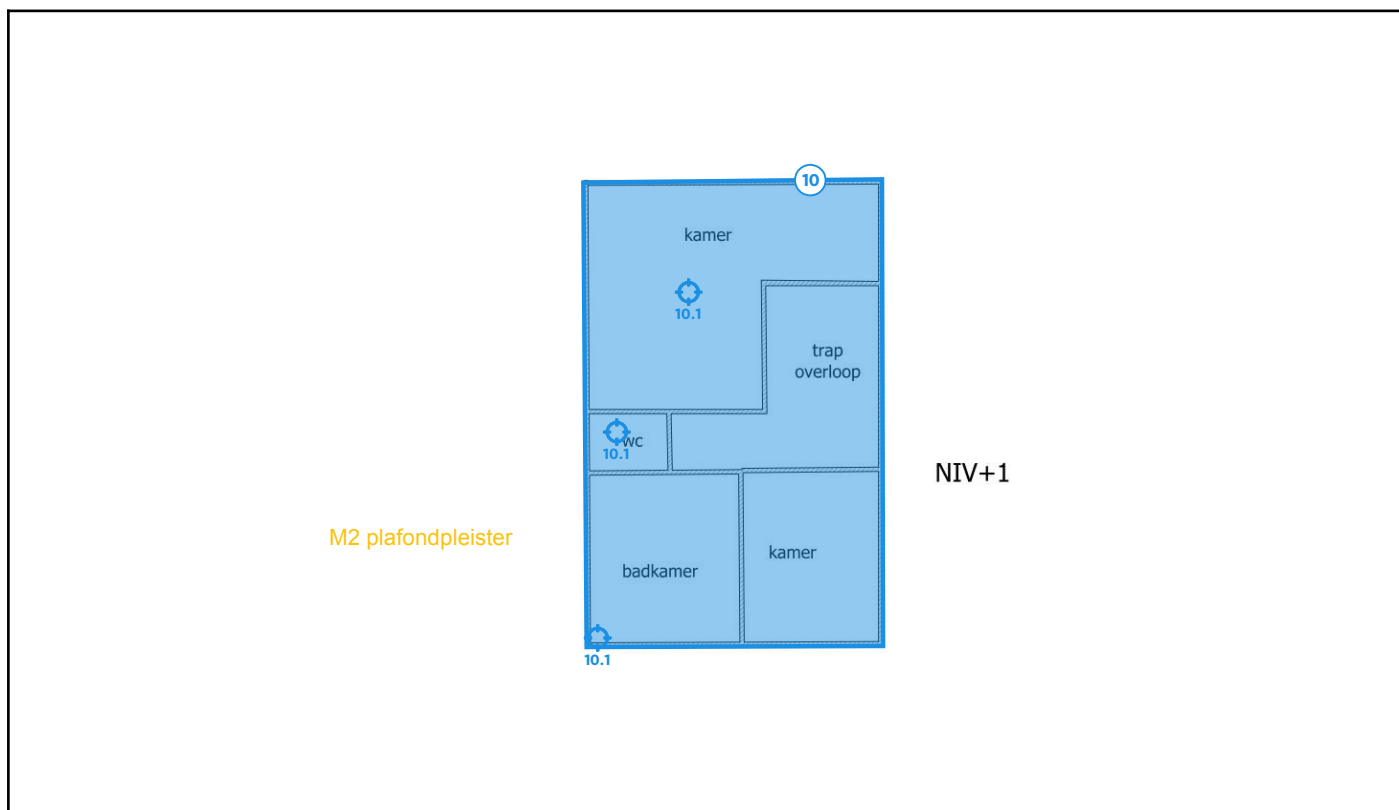 10
kamer
10.1
trap
overloop
wc
10.1
NIV+1
M2 plafondpleister
kamer
badkamer
10.1